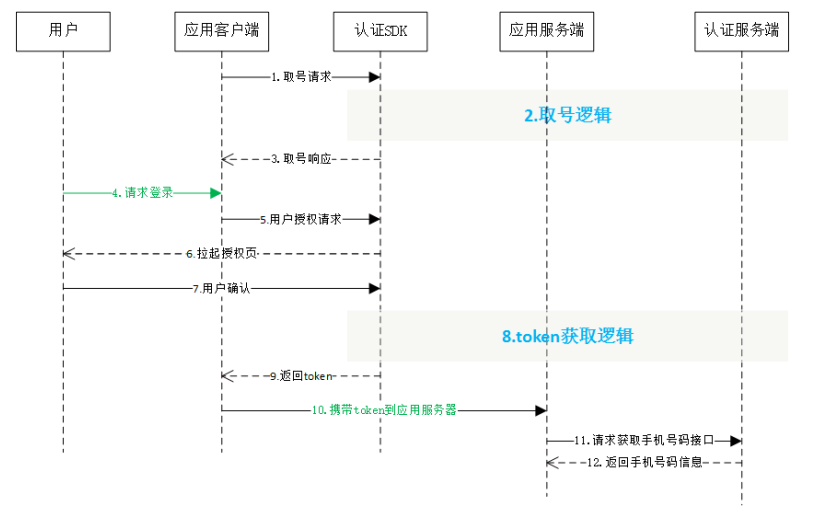 用户
应用客户端
认证SDK
应用服务端
认证服务端
1.取号请求
2.取号逻辑
3.取号响应
4.请求登录
5.用户授权请求
6.拉起授权页
7.用户确认
8.token获取逻辑
9.返回token
10.携带token到应用服务器
11.请求获取手机号码接口
12.返回手机号码信息